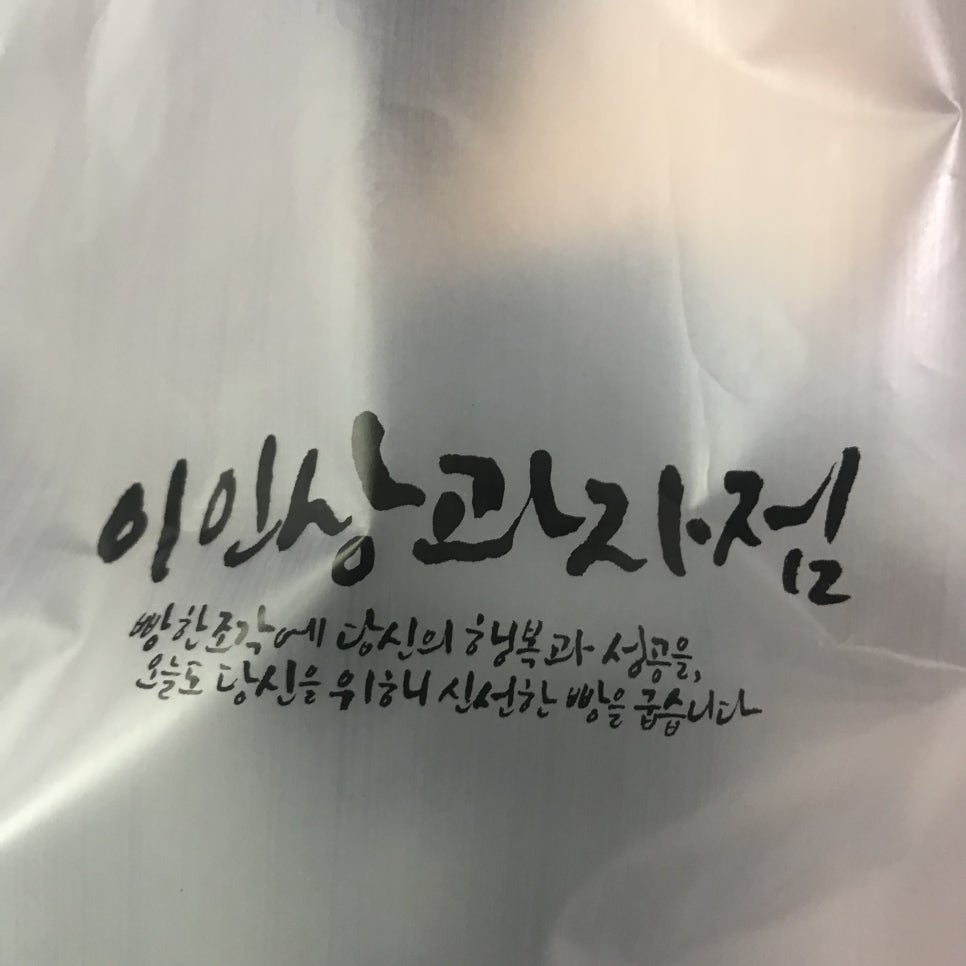 이인상과자점
빵한조각에 당신의 행복과 성공을,
오늘도 당신을 위해 신선한 빵을 굽습니다